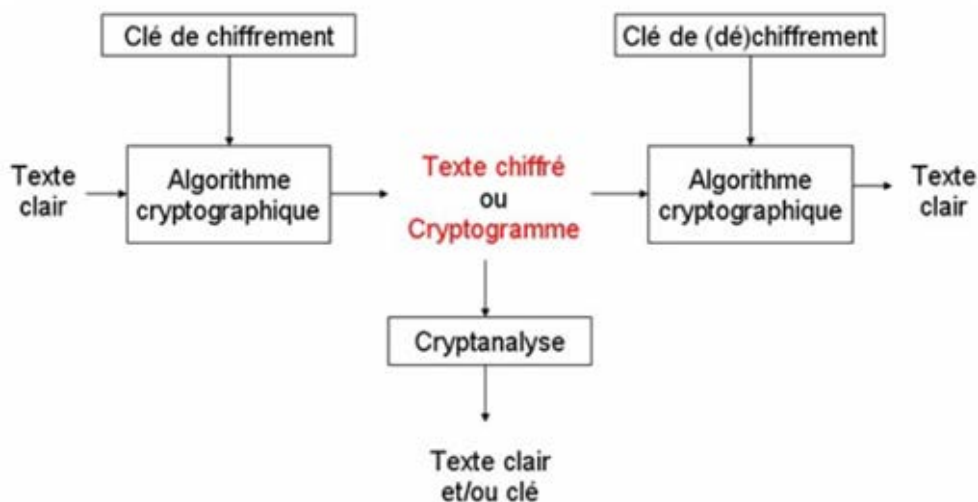 Clé de chiffrement
Clé de (dé)chiffrement
Texte
clair
Algorithme
cryptographique
Texte chiffré
ou
Cryptogramme
Algorithme
cryptographique
Texte
clair
Cryptanalyse
Texte clair
et/ou clé